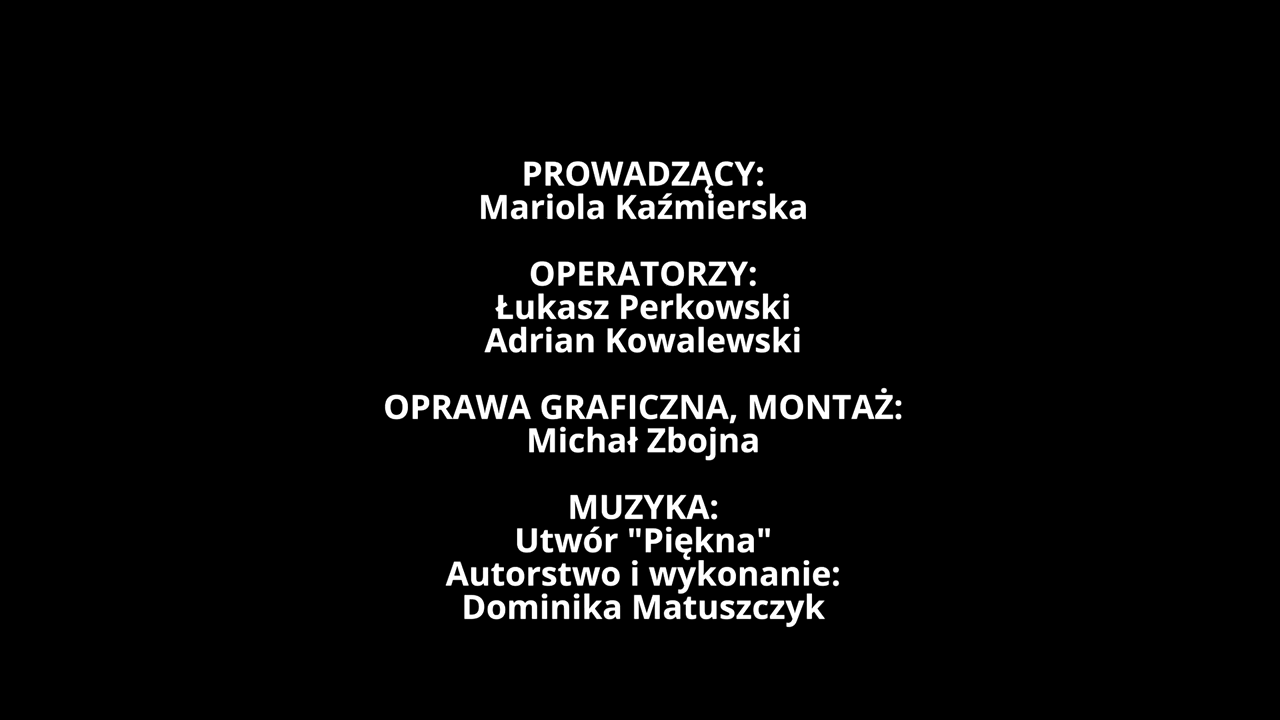 PROWADZĄCY:
Mariola Kaźmierska
OPERATORZY:
Łukasz Perkowski
Adrian Kowalewski
OPRAWA GRAFICZNA, MONTAŻ:
Michał Zbojna
MUZYKA:
Utwór "Piękna"
Autorstwo i wykonanie:
Dominika Matuszczyk